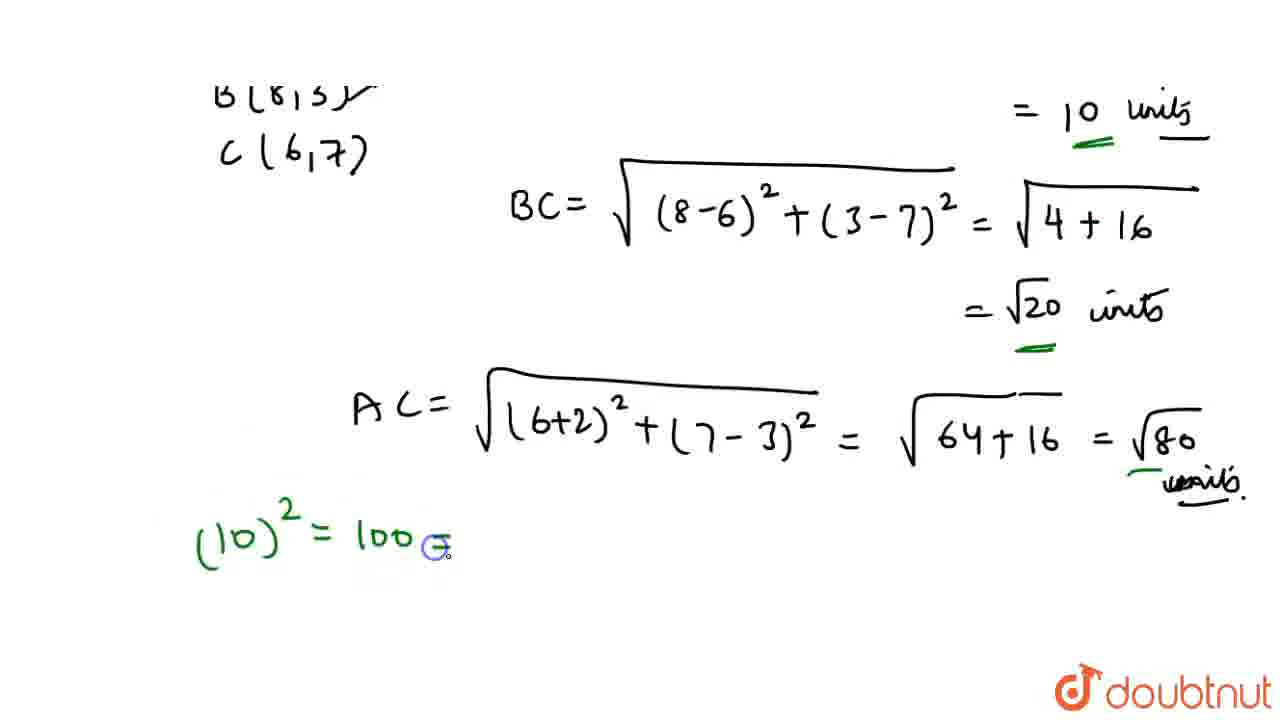 B(8,3)
= 10 units
C(6,7)
BC = √(8-6)² + (3-7)² = √4+16
= √20 units
AC = √(6+2)² + (7-3)² = √64+16 = √80
units.
(10)² = 100 =
doubtnut